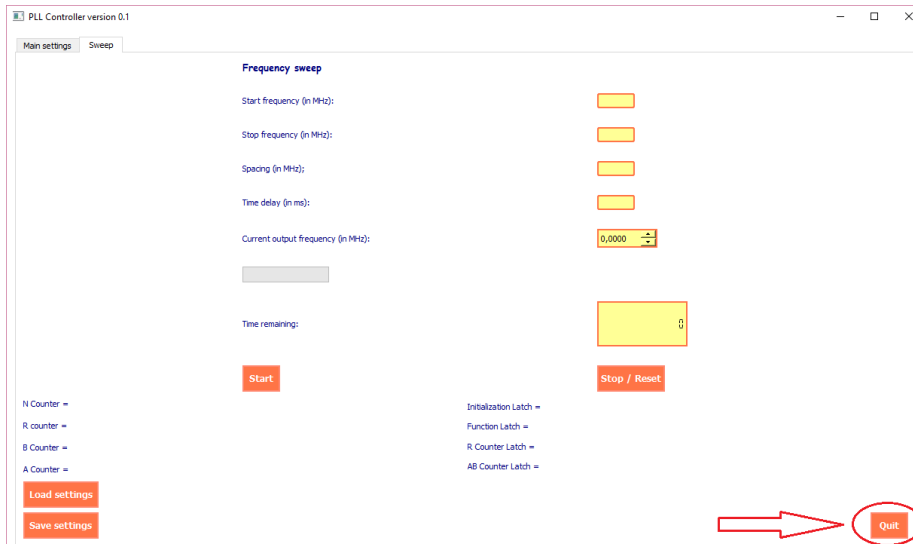 PLL Controller version 0.1
Main settings Sweep
Frequency sweep
Start frequency (in MHz):
Stop frequency (in MHz):
Spacing (in MHz);
Time delay (in ms):
Current output frequency (in MHz): 0,0000
Time remaining: 0
Start Stop / Reset
N Counter =
R counter =
B Counter =
A Counter =
Initialization Latch =
Function Latch =
R Counter Latch =
AB Counter Latch =
Load settings
Save settings
Quit